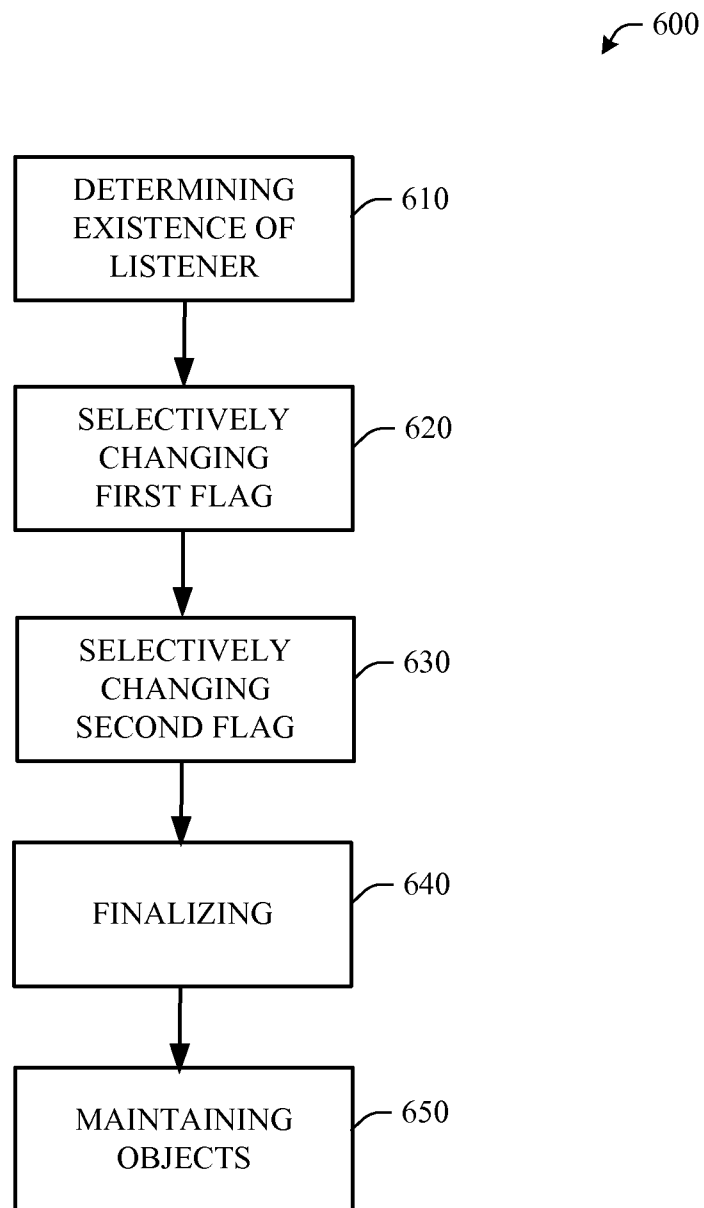 600
DETERMINING
EXISTENCE OF
LISTENER
610
SELECTIVELY
CHANGING
FIRST FLAG
620
SELECTIVELY
CHANGING
SECOND FLAG
630
FINALIZING
640
MAINTAINING
OBJECTS
650